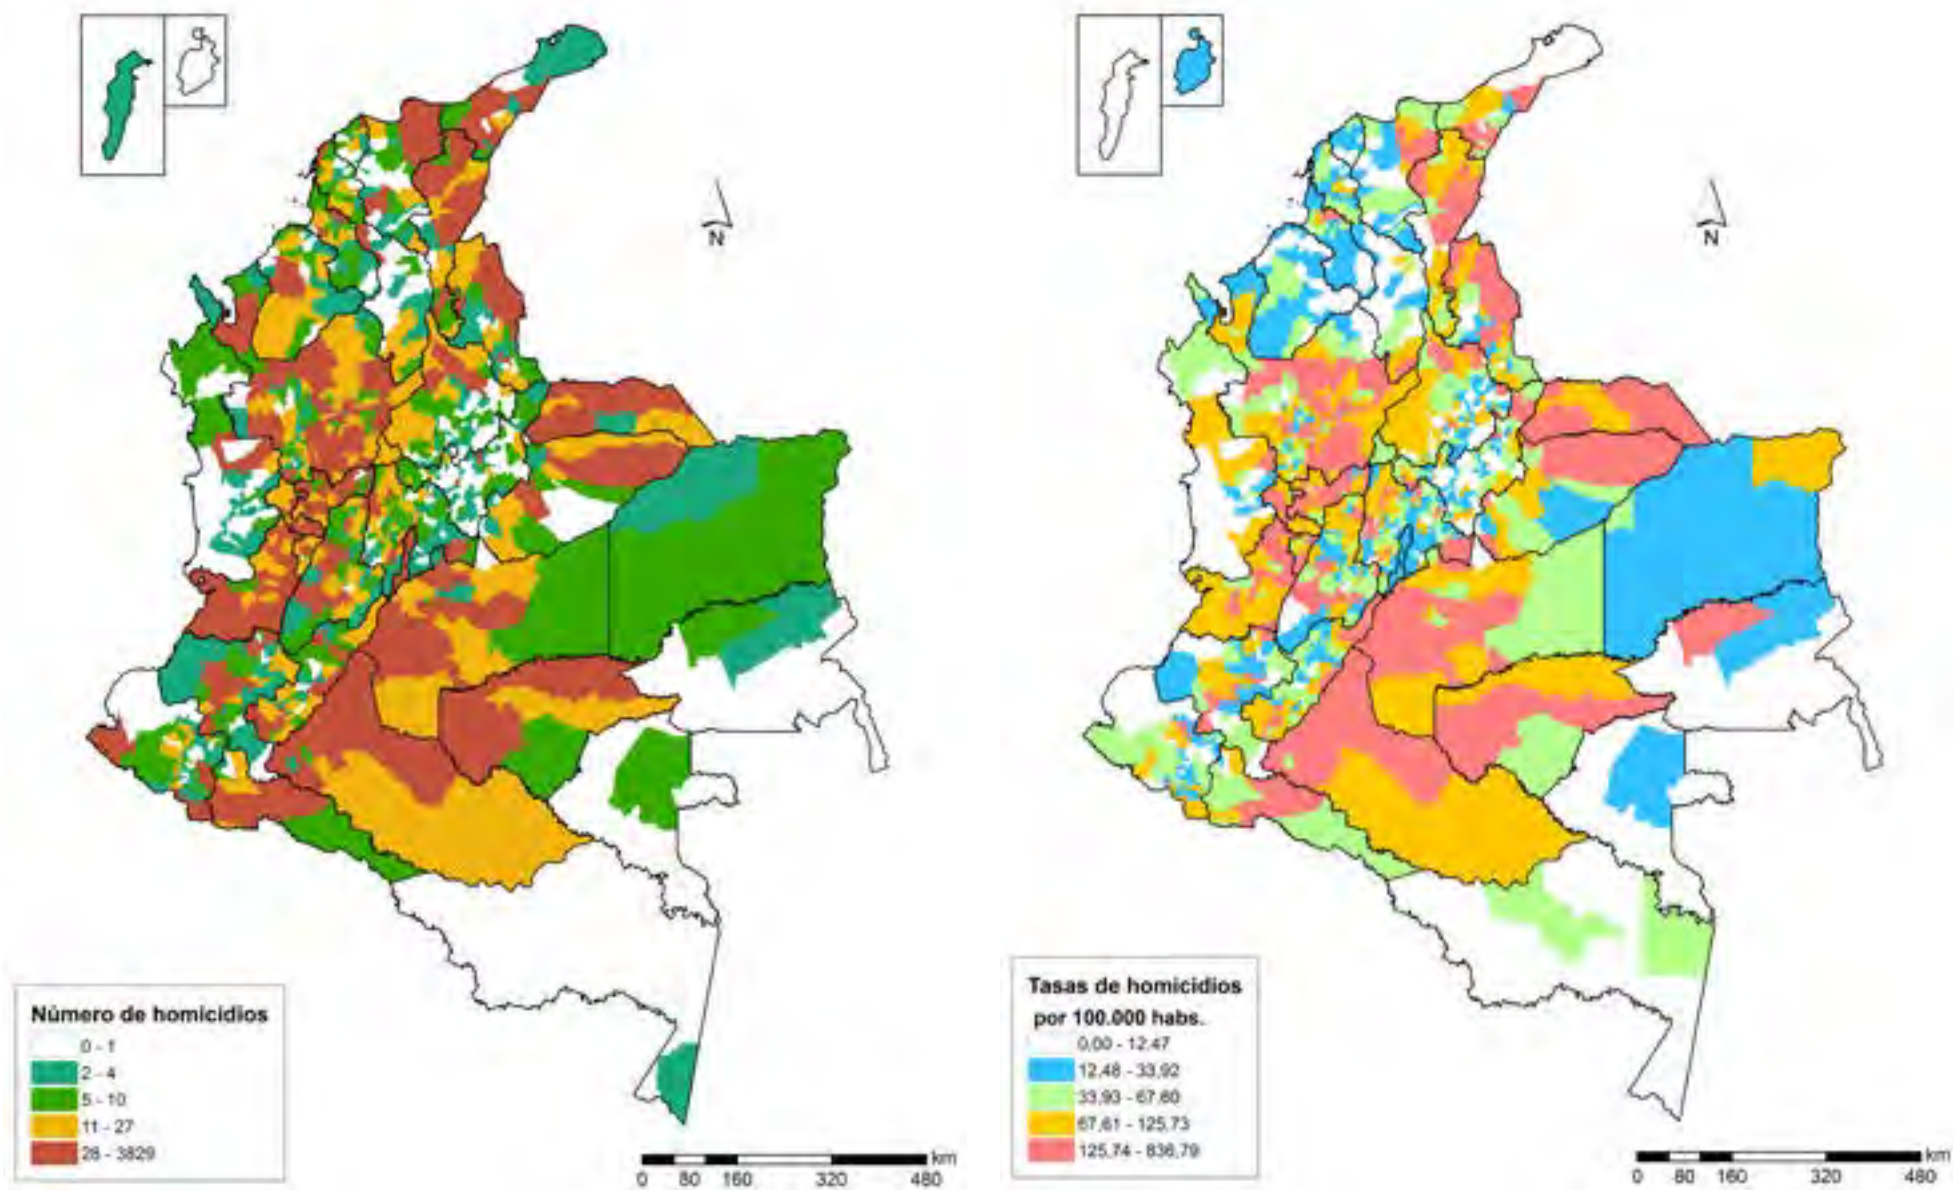 N
N
Número de homicidios
0 - 1
2 - 4
5 - 10
11 - 27
28 - 3829
km
0 80 160 320 480
Tasas de homicidios
por 100.000 habs.
0,00 - 12,47
12,48 - 33,92
33,93 - 67,60
67,61 - 125,73
125,74 - 836,79
km
0 80 160 320 480